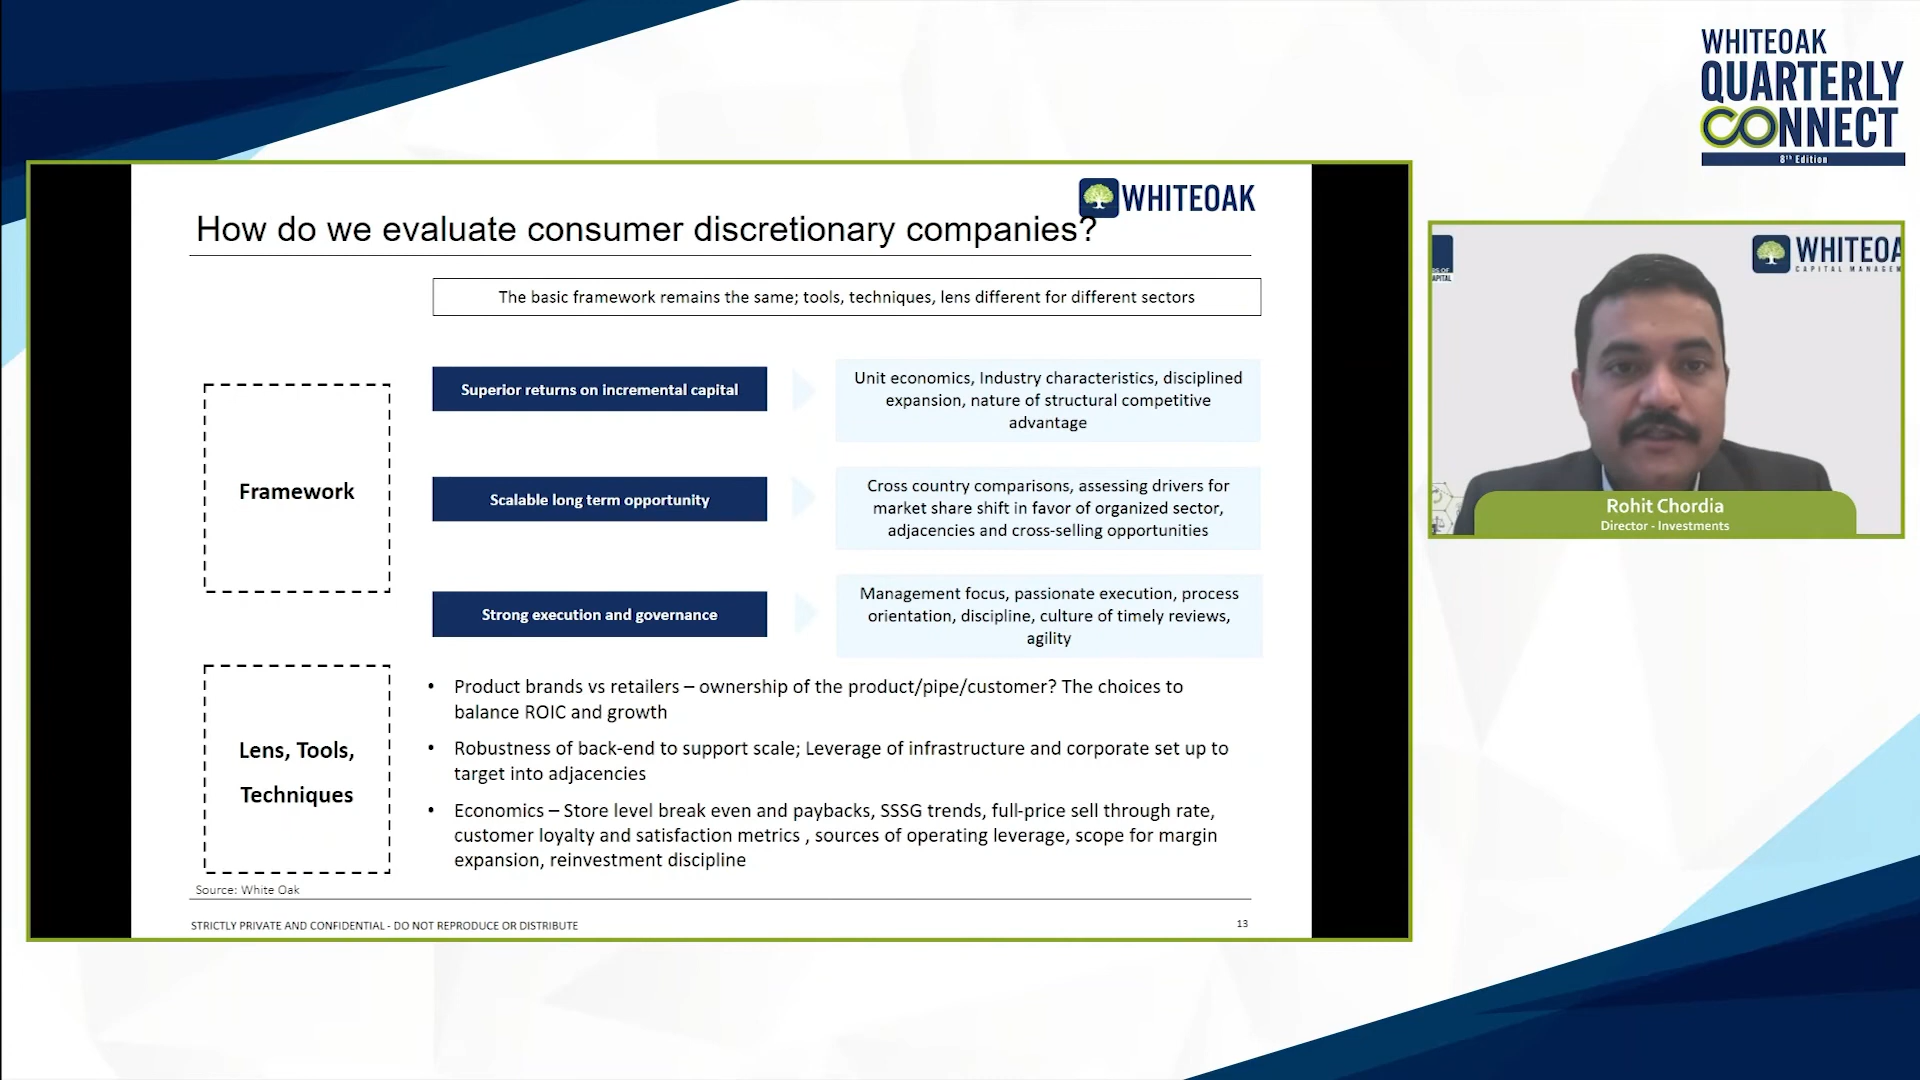 WHITEOAK
QUARTERLY
CONNECT
8th Edition
WHITEOAK
How do we evaluate consumer discretionary companies?
The basic framework remains the same; tools, techniques, lens different for different sectors
Framework
Superior returns on incremental capital
Unit economics, Industry characteristics, disciplined
expansion, nature of structural competitive
advantage
Scalable long term opportunity
Cross country comparisons, assessing drivers for
market share shift in favor of organized sector,
adjacencies and cross-selling opportunities
Strong execution and governance
Management focus, passionate execution, process
orientation, discipline, culture of timely reviews,
agility
Lens, Tools,
Techniques
• Product brands vs retailers – ownership of the product/pipe/customer? The choices to
balance ROIC and growth
• Robustness of back-end to support scale; Leverage of infrastructure and corporate set up to
target into adjacencies
• Economics – Store level break even and paybacks, SSSG trends, full-price sell through rate,
customer loyalty and satisfaction metrics , sources of operating leverage, scope for margin
expansion, reinvestment discipline
Source: White Oak
STRICTLY PRIVATE AND CONFIDENTIAL - DO NOT REPRODUCE OR DISTRIBUTE
13
WHITEOA
CAPITAL MANAGEM
Rohit Chordia
Director - Investments